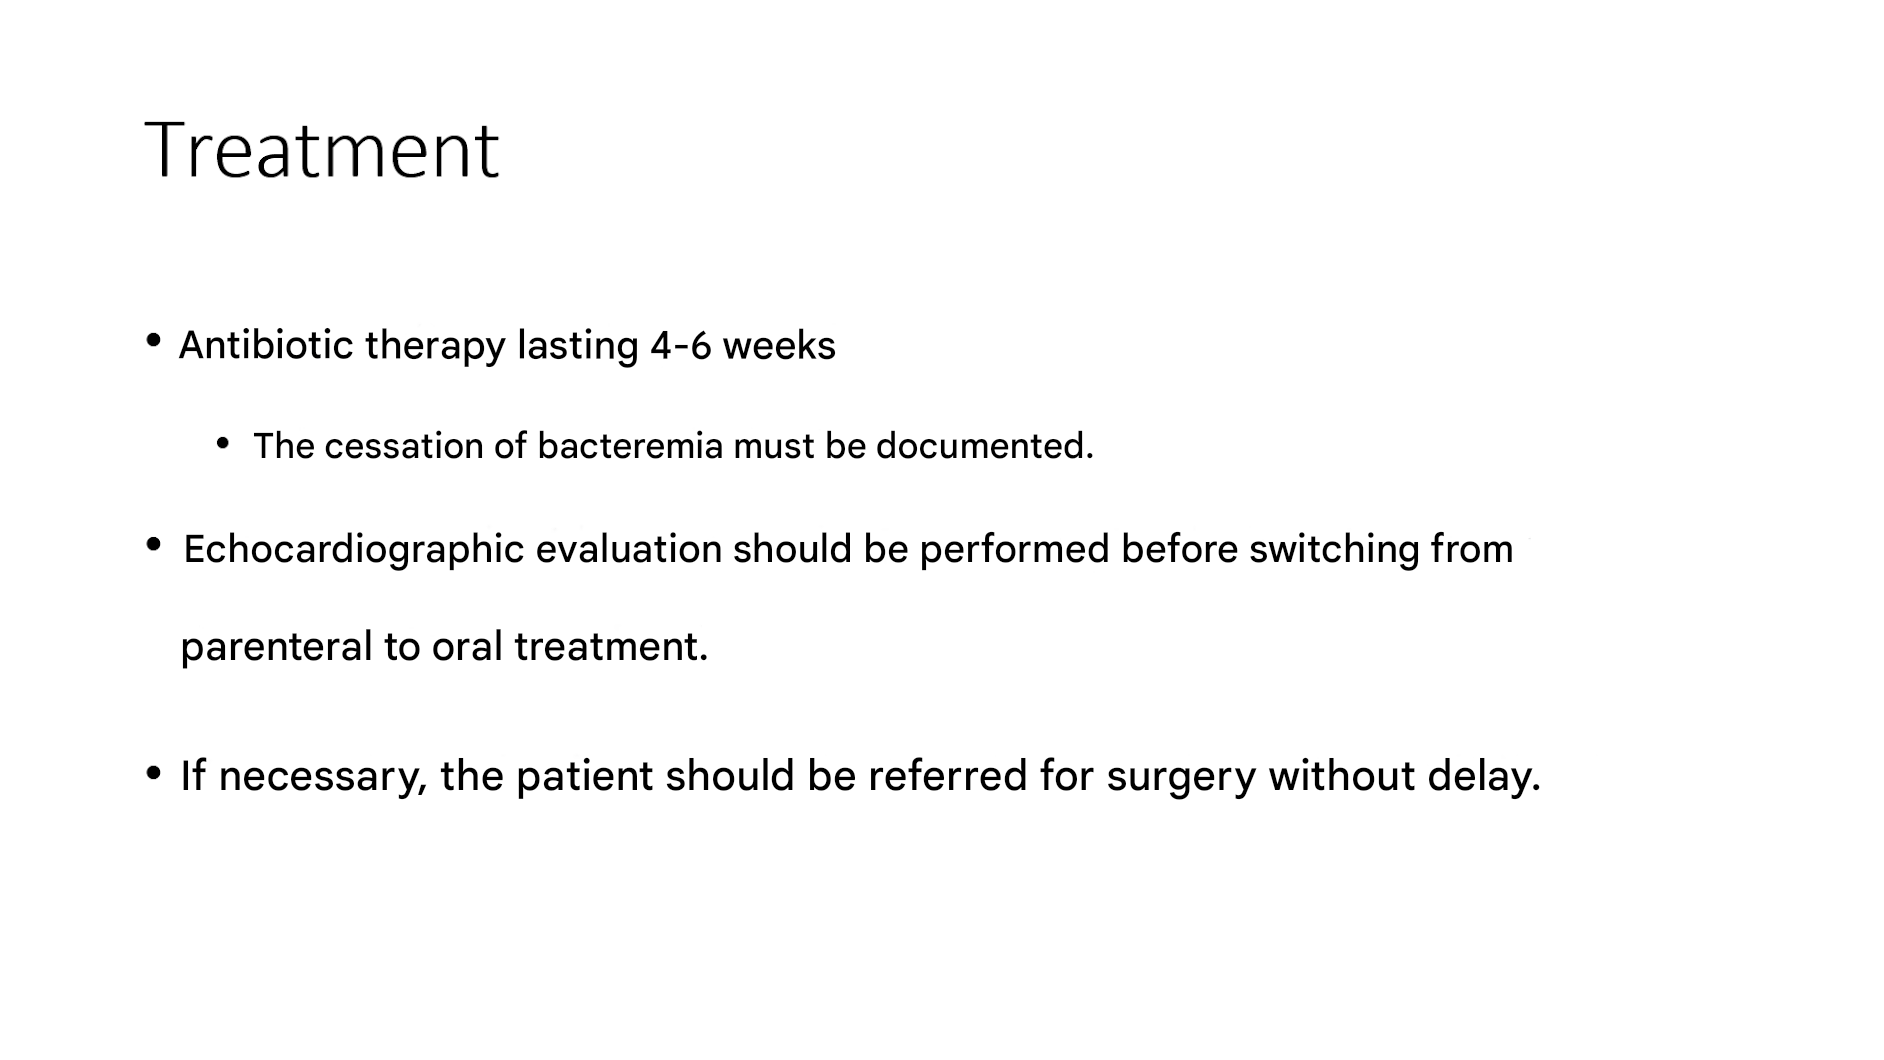 Treatment
• Antibiotic therapy lasting 4-6 weeks
• The cessation of bacteremia must be documented.
• Echocardiographic evaluation should be performed before switching from
parenteral to oral treatment.
• If necessary, the patient should be referred for surgery without delay.